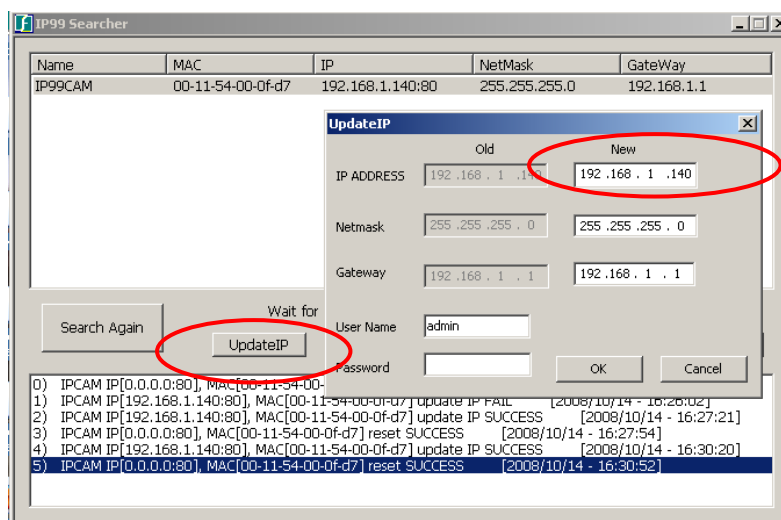 IP99 Searcher
Name MAC IP NetMask GateWay
IP99CAM 00-11-54-00-0f-d7 192.168.1.140:80 255.255.255.0 192.168.1.1
UpdateIP
Old New
IP ADDRESS 192 .168 . 1 .140 192 .168 . 1 .140
Netmask 255 .255 .255 . 0 255 .255 .255 . 0
Gateway 192 .168 . 1 . 1 192 .168 . 1 . 1
Wait for
Search Again
UpdateIP
User Name admin
Password
OK Cancel
0) IPCAM IP[0.0.0.0:80], MAC[00-11-54-00-
1) IPCAM IP[192.168.1.140:80], MAC[00-11-54-00-0f-d7] update IP FAIL [2008/10/14 - 16:26:02]
2) IPCAM IP[192.168.1.140:80], MAC[00-11-54-00-0f-d7] update IP SUCCESS [2008/10/14 - 16:27:21]
3) IPCAM IP[0.0.0.0:80], MAC[00-11-54-00-0f-d7] reset SUCCESS [2008/10/14 - 16:27:54]
4) IPCAM IP[192.168.1.140:80], MAC[00-11-54-00-0f-d7] update IP SUCCESS [2008/10/14 - 16:30:20]
5) IPCAM IP[0.0.0.0:80], MAC[00-11-54-00-0f-d7] reset SUCCESS [2008/10/14 - 16:30:52]